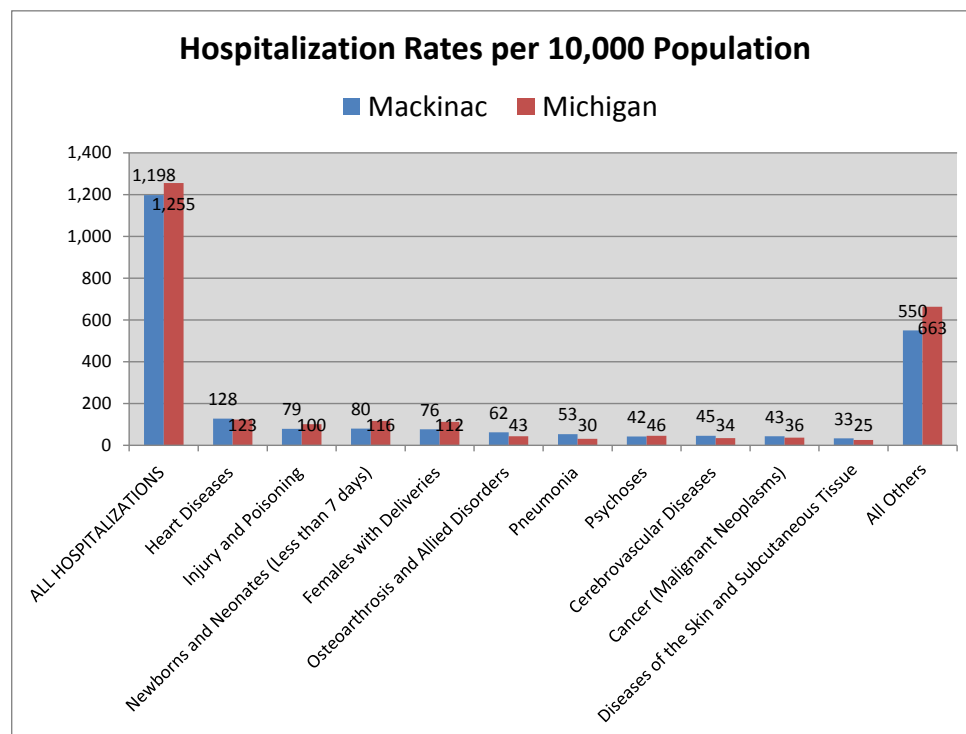 Hospitalization Rates per 10,000 Population
Mackinac Michigan
1,400
1,200
1,000
800
600
400
200
0
1,198
1,255
128
123
79
100
80
116
76
112
62
43
53
30
42
46
45
34
43
36
33
25
550
663
ALL HOSPITALIZATIONS
Heart Diseases
Injury and Poisoning
Newborns and Neonates (Less than 7 days)
Females with Deliveries
Osteoarthrosis and Allied Disorders
Pneumonia
Psychoses
Cerebrovascular Diseases
Cancer (Malignant Neoplasms)
Diseases of the Skin and Subcutaneous Tissue
All Others